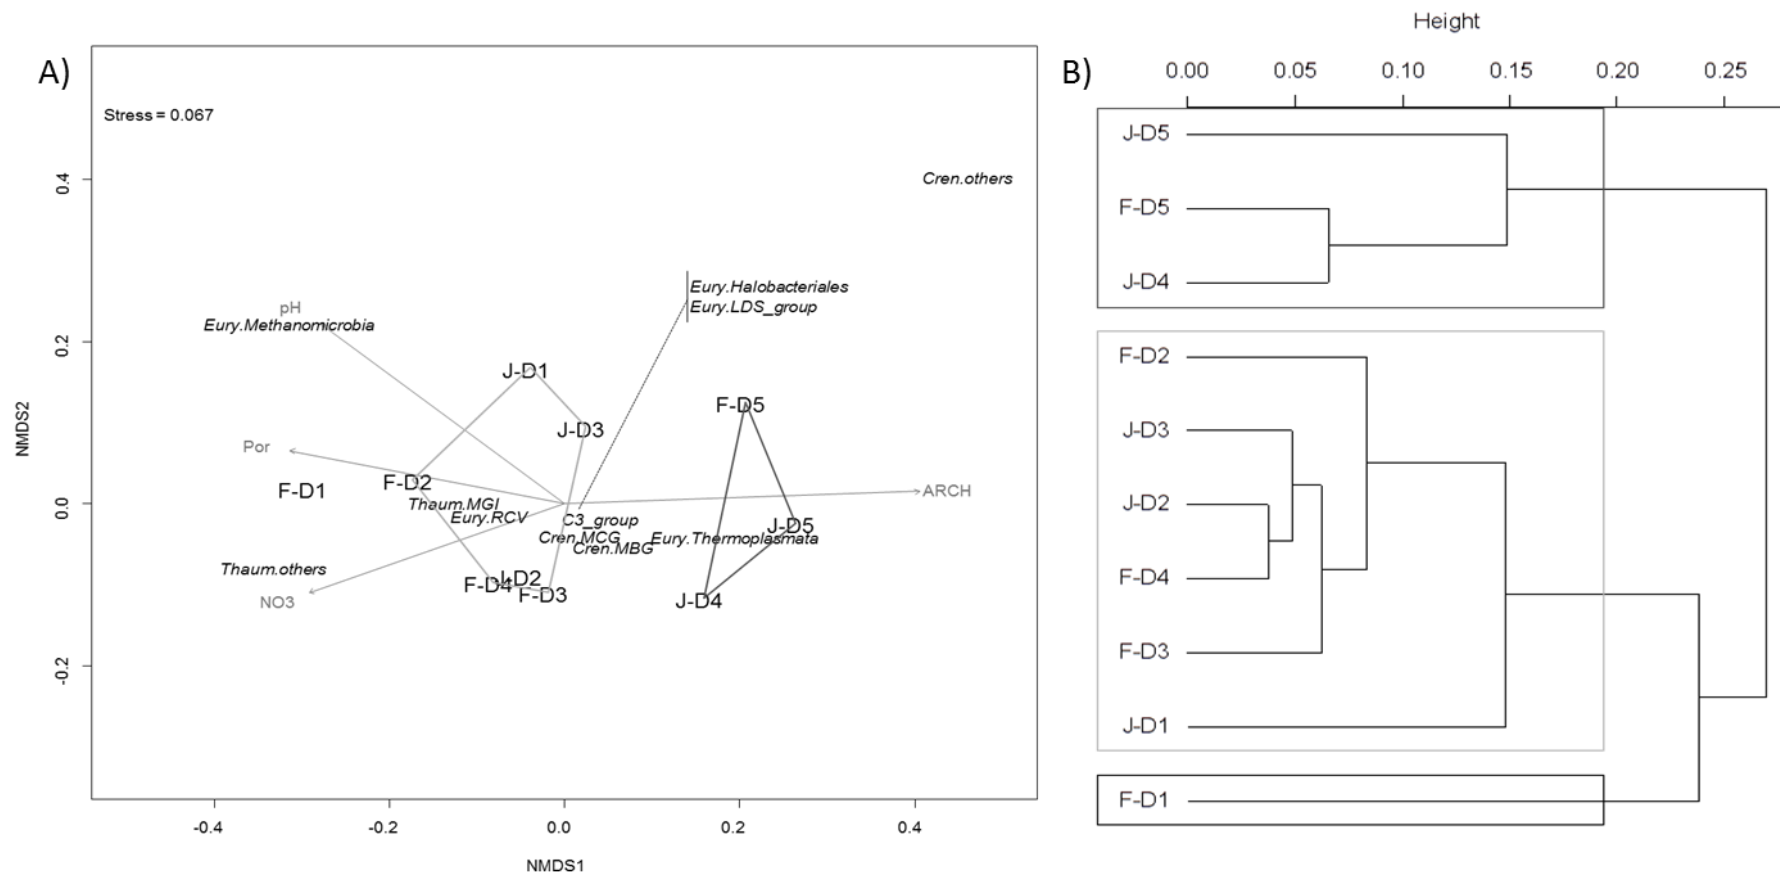 A)
Stress = 0.067
Cren.others
Eury.Halobacteriales
Eury.LDS_group
pH
Eury.Methanomicrobia
J-D1
F-D5
J-D3
Por
F-D2
F-D1
ARCH
Thaum.MGI
Eury.RCV
C3_group
J-D5
Cren.MCG
Eury.Thermoplasmata
Cren.MBG
Thaum.others
F-D4
J-D2
F-D3
NO3
J-D4
NMDS2
0.4
0.2
0.0
-0.2
-0.4 -0.2 0.0 0.2 0.4
NMDS1
B)
Height
0.00 0.05 0.10 0.15 0.20 0.25
J-D5
F-D5
J-D4
F-D2
J-D3
J-D2
F-D4
F-D3
J-D1
F-D1